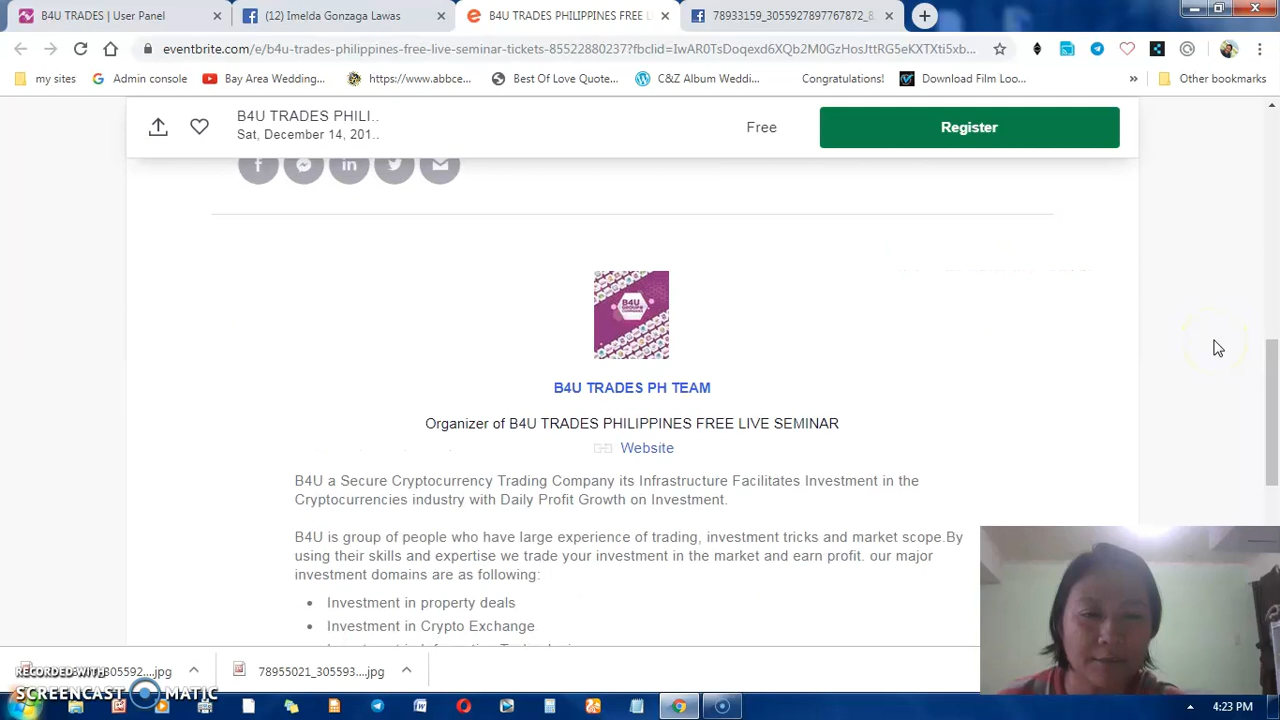 B4U TRADES | User Panel
(12) Imelda Gonzaga Lawas
B4U TRADES PHILIPPINES FREE L
78933159_3055927897767872_8
eventbrite.com/e/b4u-trades-philippines-free-live-seminar-tickets-85522880237?fbclid=IwAR0TsDoqexd6XQb2M0GzHosJttRG5eKXTXti5xb...
my sites
Admin console
Bay Area Wedding...
https://www.abbce...
Best Of Love Quote...
C&Z Album Weddi...
Congratulations!
Download Film Loo...
»
Other bookmarks
B4U TRADES PHILI..
Sat, December 14, 201..
Free
Register
B4U
GROUP OF
COMPANIES
B4U TRADES PH TEAM
Organizer of B4U TRADES PHILIPPINES FREE LIVE SEMINAR
Website
B4U a Secure Cryptocurrency Trading Company its Infrastructure Facilitates Investment in the
Cryptocurrencies industry with Daily Profit Growth on Investment.
B4U is group of people who have large experience of trading, investment tricks and market scope.By
using their skills and expertise we trade your investment in the market and earn profit. our major
investment domains are as following:
• Investment in property deals
• Investment in Crypto Exchange
RECORDED WITH
SCREENCAST MATIC
305592....jpg
78955021_305593....jpg
4:23 PM